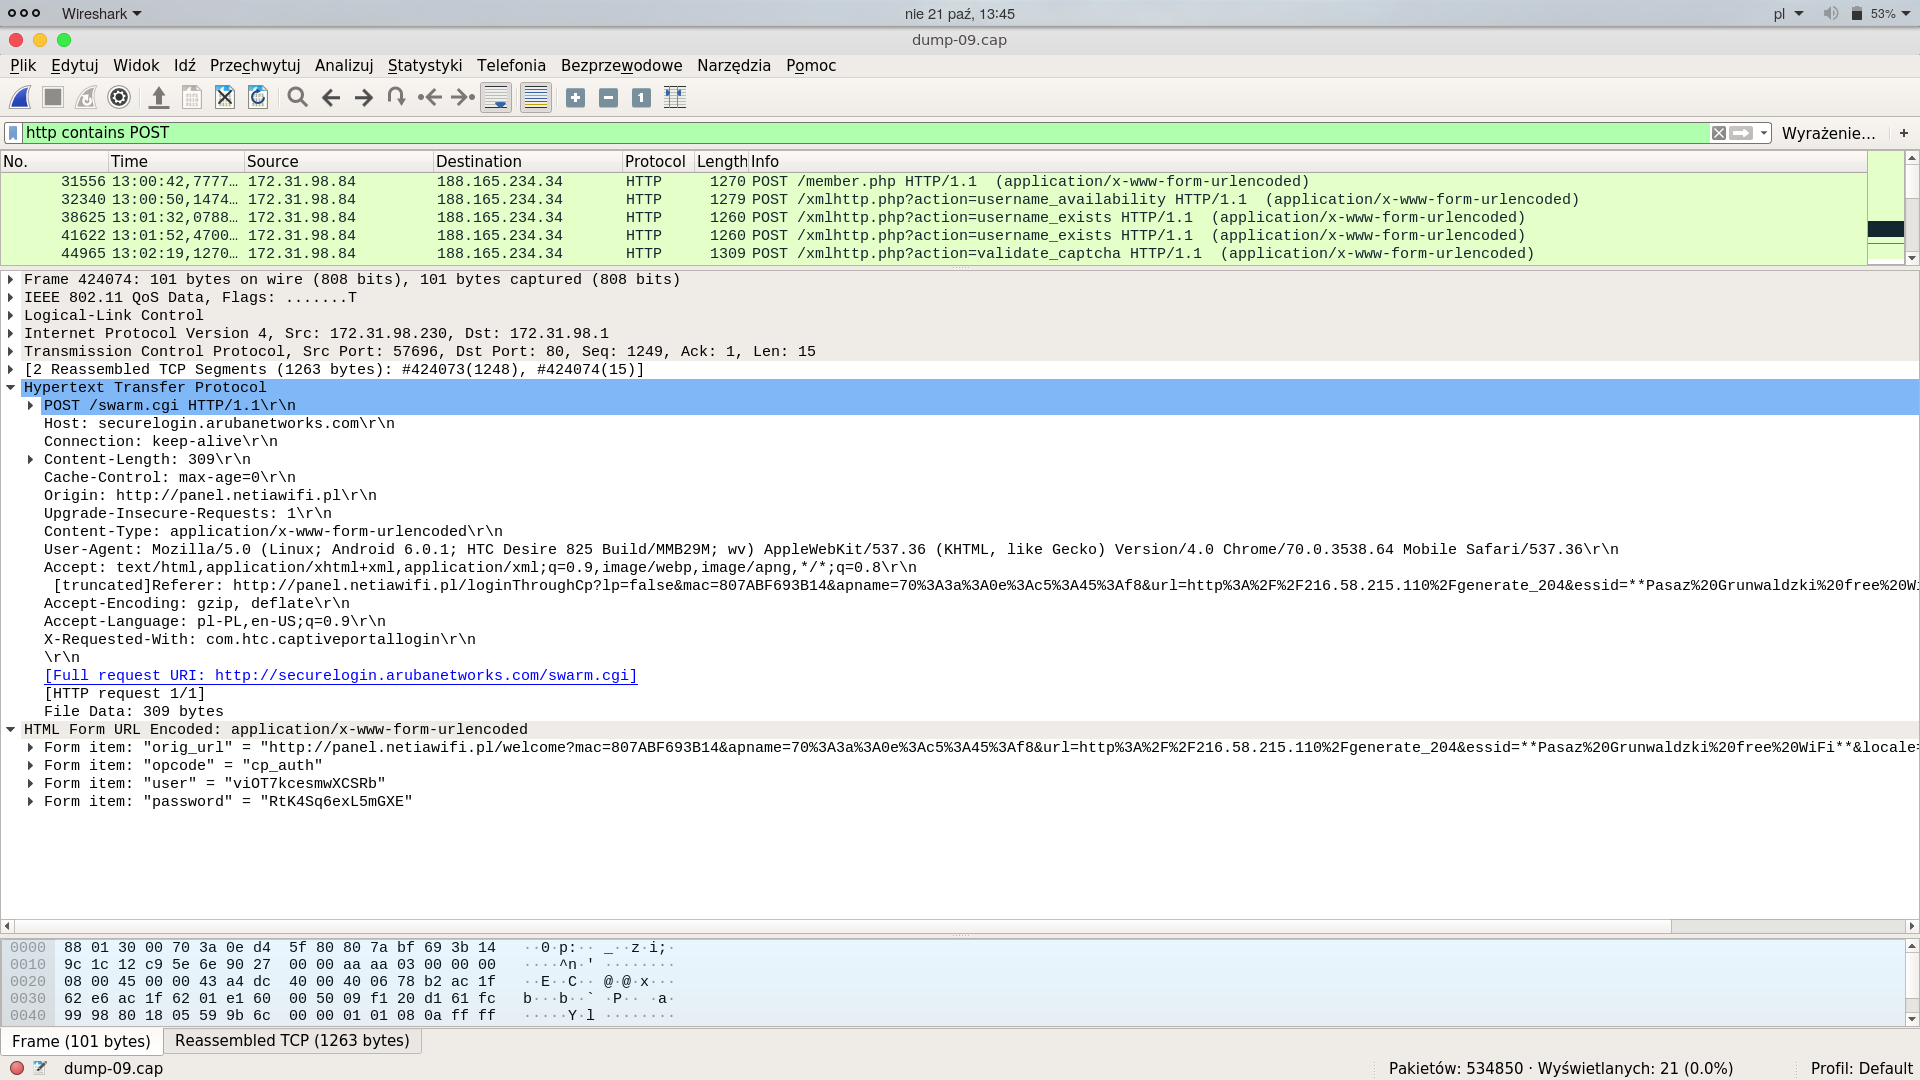 Wireshark
nie 21 paź, 13:45
pl
53%
dump-09.cap
Plik Edytuj Widok Idź Przechwytuj Analizuj Statystyki Telefonia Bezprzewodowe Narzędzia Pomoc
http contains POST
Wyrażenie… +
No. Time Source Destination Protocol Length Info
31556 13:00:42,7777… 172.31.98.84 188.165.234.34 HTTP 1270 POST /member.php HTTP/1.1 (application/x-www-form-urlencoded)
32340 13:00:50,1474… 172.31.98.84 188.165.234.34 HTTP 1279 POST /xmlhttp.php?action=username_availability HTTP/1.1 (application/x-www-form-urlencoded)
38625 13:01:32,0788… 172.31.98.84 188.165.234.34 HTTP 1260 POST /xmlhttp.php?action=username_exists HTTP/1.1 (application/x-www-form-urlencoded)
41622 13:01:52,4700… 172.31.98.84 188.165.234.34 HTTP 1260 POST /xmlhttp.php?action=username_exists HTTP/1.1 (application/x-www-form-urlencoded)
44965 13:02:19,1270… 172.31.98.84 188.165.234.34 HTTP 1309 POST /xmlhttp.php?action=validate_captcha HTTP/1.1 (application/x-www-form-urlencoded)
Frame 424074: 101 bytes on wire (808 bits), 101 bytes captured (808 bits)
IEEE 802.11 QoS Data, Flags: .......T
Logical-Link Control
Internet Protocol Version 4, Src: 172.31.98.230, Dst: 172.31.98.1
Transmission Control Protocol, Src Port: 57696, Dst Port: 80, Seq: 1249, Ack: 1, Len: 15
[2 Reassembled TCP Segments (1263 bytes): #424073(1248), #424074(15)]
Hypertext Transfer Protocol
POST /swarm.cgi HTTP/1.1\r\n
Host: securelogin.arubanetworks.com\r\n
Connection: keep-alive\r\n
Content-Length: 309\r\n
Cache-Control: max-age=0\r\n
Origin: http://panel.netiawifi.pl\r\n
Upgrade-Insecure-Requests: 1\r\n
Content-Type: application/x-www-form-urlencoded\r\n
User-Agent: Mozilla/5.0 (Linux; Android 6.0.1; HTC Desire 825 Build/MMB29M; wv) AppleWebKit/537.36 (KHTML, like Gecko) Version/4.0 Chrome/70.0.3538.64 Mobile Safari/537.36\r\n
Accept: text/html,application/xhtml+xml,application/xml;q=0.9,image/webp,image/apng,*/*;q=0.8\r\n
[truncated]Referer: http://panel.netiawifi.pl/loginThroughCp?lp=false&mac=807ABF693B14&apname=70%3A3a%3A0e%3Ac5%3A45%3Af8&url=http%3A%2F%2F216.58.215.110%2Fgenerate_204&essid=**Pasaz%20Grunwaldzki%20free%20Wi
Accept-Encoding: gzip, deflate\r\n
Accept-Language: pl-PL,en-US;q=0.9\r\n
X-Requested-With: com.htc.captiveportallogin\r\n
\r\n
[Full request URI: http://securelogin.arubanetworks.com/swarm.cgi]
[HTTP request 1/1]
File Data: 309 bytes
HTML Form URL Encoded: application/x-www-form-urlencoded
Form item: "orig_url" = "http://panel.netiawifi.pl/welcome?mac=807ABF693B14&apname=70%3A3a%3A0e%3Ac5%3A45%3Af8&url=http%3A%2F%2F216.58.215.110%2Fgenerate_204&essid=**Pasaz%20Grunwaldzki%20free%20WiFi**&locale=
Form item: "opcode" = "cp_auth"
Form item: "user" = "viOT7kcesmwXCSRb"
Form item: "password" = "RtK4Sq6exL5mGXE"
0000 88 01 30 00 70 3a 0e d4 5f 80 80 7a bf 69 3b 14 ··0·p:·· _··z·i;·
0010 9c 1c 12 c9 5e 6e 90 27 00 00 aa aa 03 00 00 00 ····^n·' ········
0020 08 00 45 00 00 43 a4 dc 40 00 40 06 78 b2 ac 1f ··E··C·· @·@·x···
0030 62 e6 ac 1f 62 01 e1 60 00 50 09 f1 20 d1 61 fc b···b··` ·P·· ·a·
0040 99 98 80 18 05 59 9b 6c 00 00 01 01 08 0a ff ff ·····Y·l ········
Frame (101 bytes) Reassembled TCP (1263 bytes)
dump-09.cap
Pakietów: 534850 · Wyświetlanych: 21 (0.0%)
Profil: Default